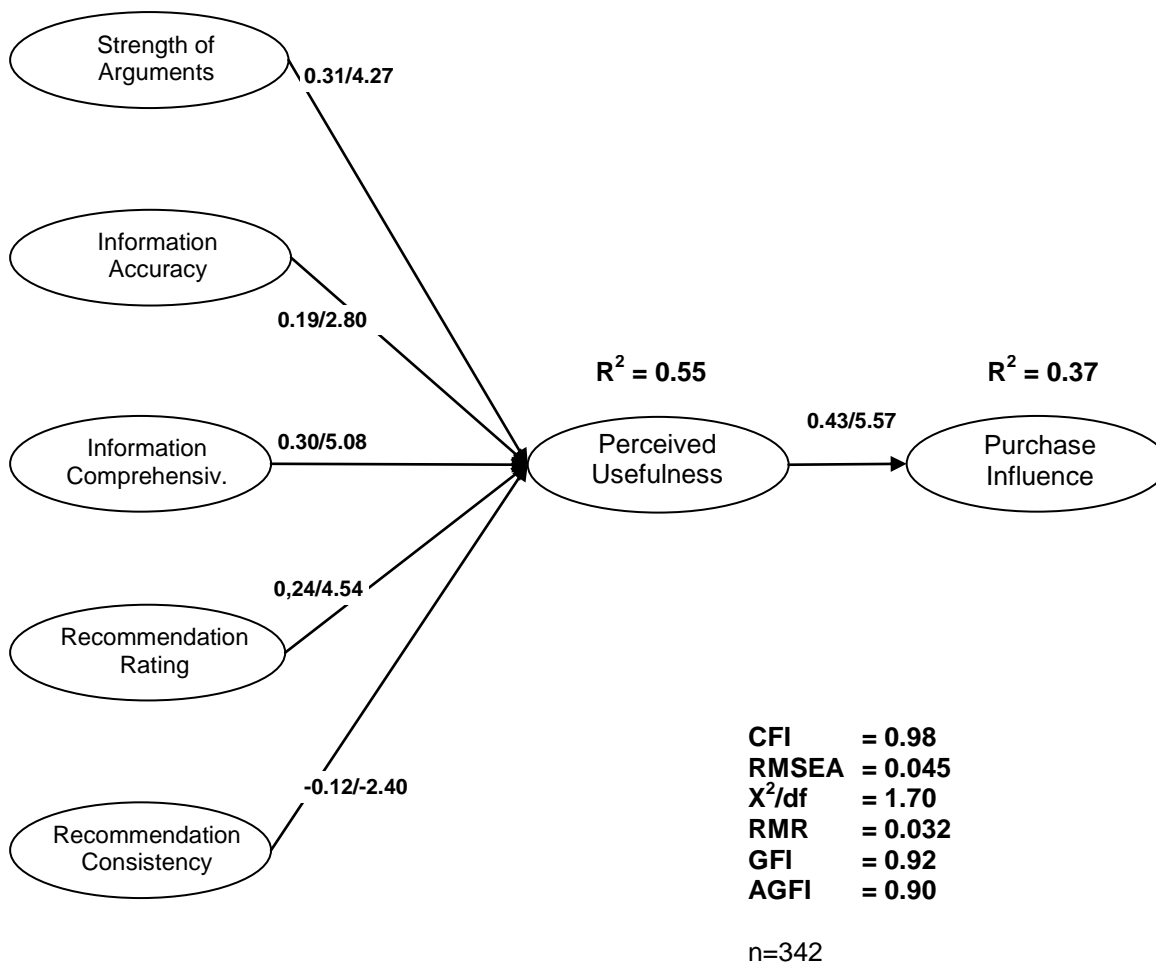 Strength of
Arguments
0.31/4.27
Information
Accuracy
0.19/2.80
R² = 0.55
R² = 0.37
0.43/5.57
Information
Comprehensiv.
0.30/5.08
Perceived
Usefulness
Purchase
Influence
0,24/4.54
Recommendation
Rating
-0.12/-2.40
Recommendation
Consistency
CFI = 0.98
RMSEA = 0.045
X²/df = 1.70
RMR = 0.032
GFI = 0.92
AGFI = 0.90
n=342